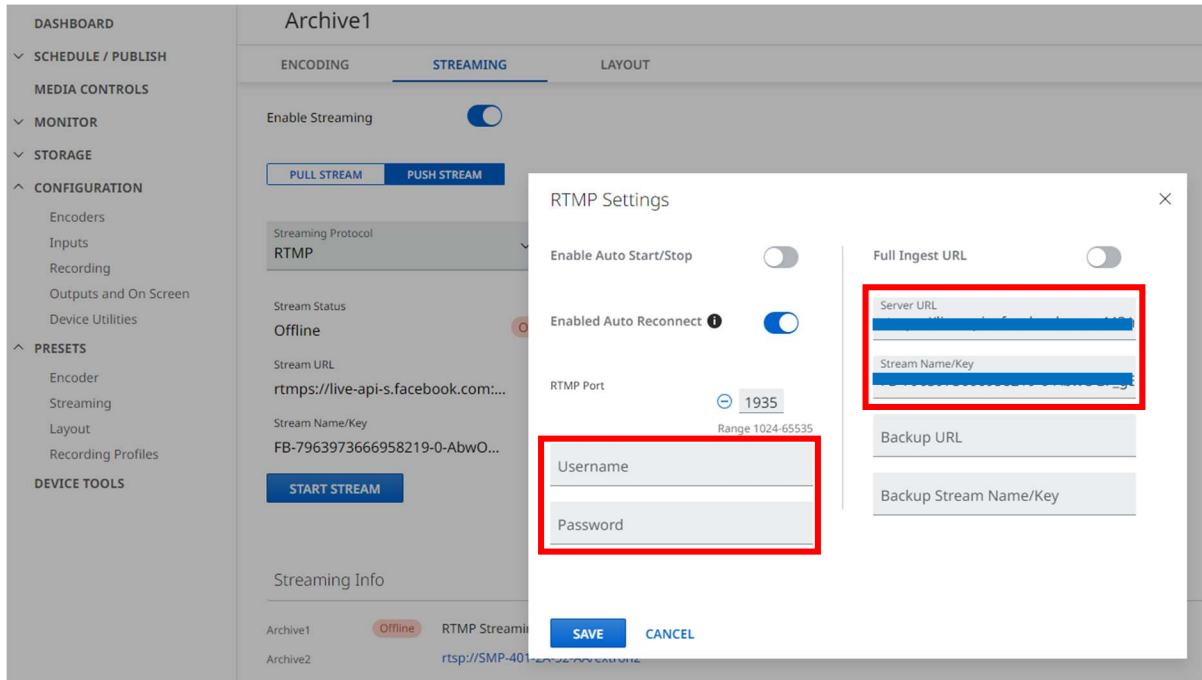 DASHBOARD
SCHEDULE / PUBLISH
MEDIA CONTROLS
MONITOR
STORAGE
CONFIGURATION
Encoders
Inputs
Recording
Outputs and On Screen
Device Utilities
PRESETS
Encoder
Streaming
Layout
Recording Profiles
DEVICE TOOLS
Archive1
ENCODING STREAMING LAYOUT
Enable Streaming
PULL STREAM PUSH STREAM
Streaming Protocol
RTMP
Stream Status
Offline
Stream URL
rtmps://live-api-s.facebook.com:...
Stream Name/Key
FB-7963973666958219-0-AbwO...
START STREAM
Streaming Info
Archive1 Offline RTMP
Archive2
RTMP Settings
Enable Auto Start/Stop
Enabled Auto Reconnect
RTMP Port
1935
Range 1024-65535
Username
Password
Full Ingest URL
Server URL
Stream Name/Key
Backup URL
Backup Stream Name/Key
SAVE CANCEL